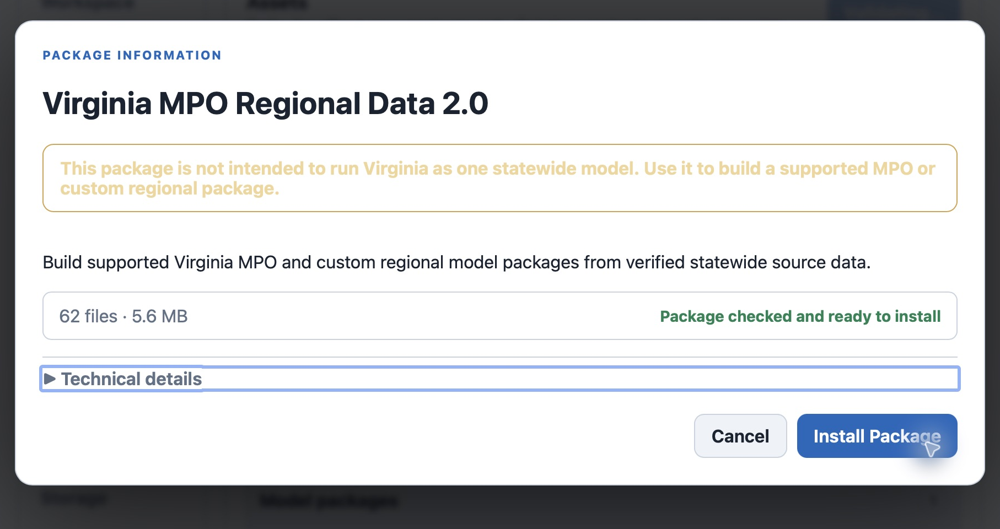 Assets
PACKAGE INFORMATION
Virginia MPO Regional Data 2.0
This package is not intended to run Virginia as one statewide model. Use it to build a supported MPO or
custom regional package.
Build supported Virginia MPO and custom regional model packages from verified statewide source data.
62 files · 5.6 MB
Package checked and ready to install
Technical details
Cancel
Install Package
Storage
Model packages